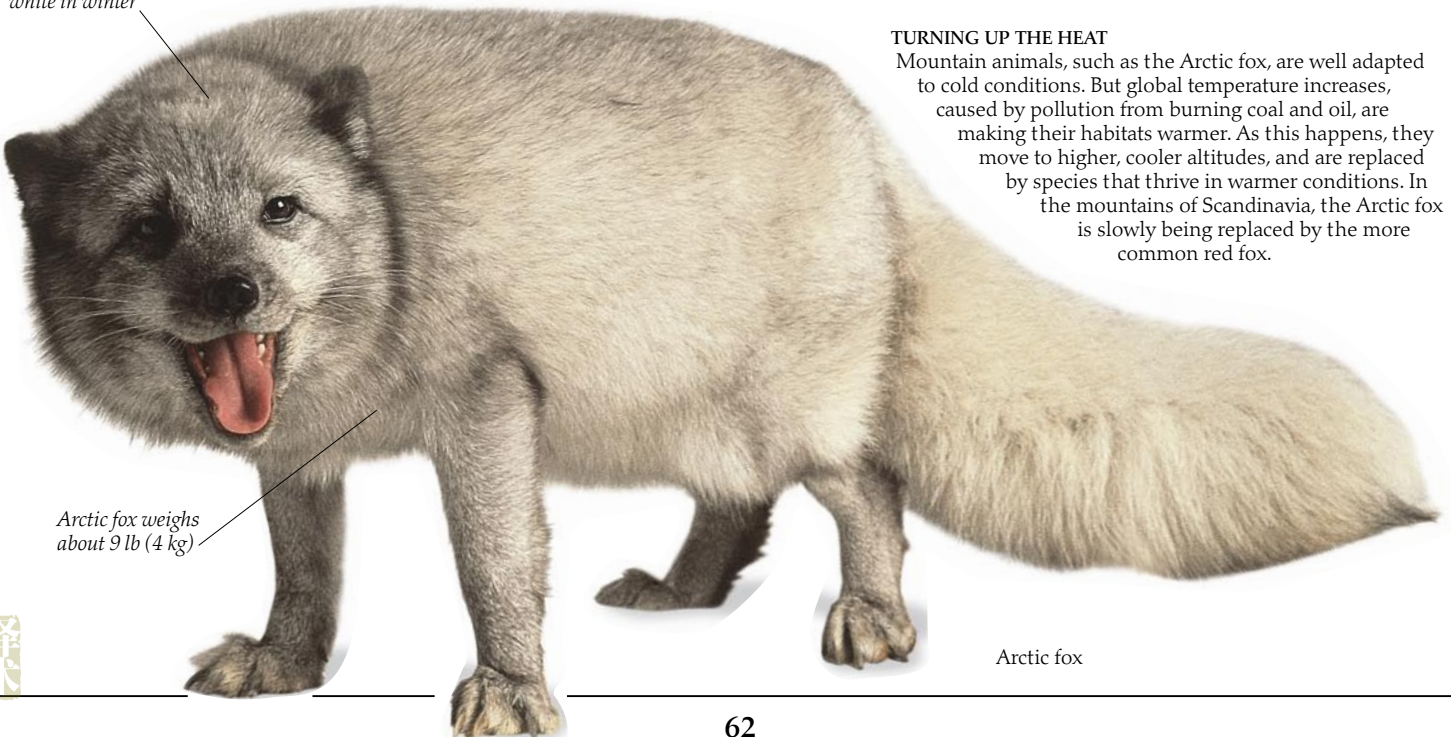 white in winter
TURNING UP THE HEAT
Mountain animals, such as the Arctic fox, are well adapted
to cold conditions. But global temperature increases,
caused by pollution from burning coal and oil, are
making their habitats warmer. As this happens, they
move to higher, cooler altitudes, and are replaced
by species that thrive in warmer conditions. In
the mountains of Scandinavia, the Arctic fox
is slowly being replaced by the more
common red fox.
Arctic fox weighs
about 9 lb (4 kg)
Arctic fox
62